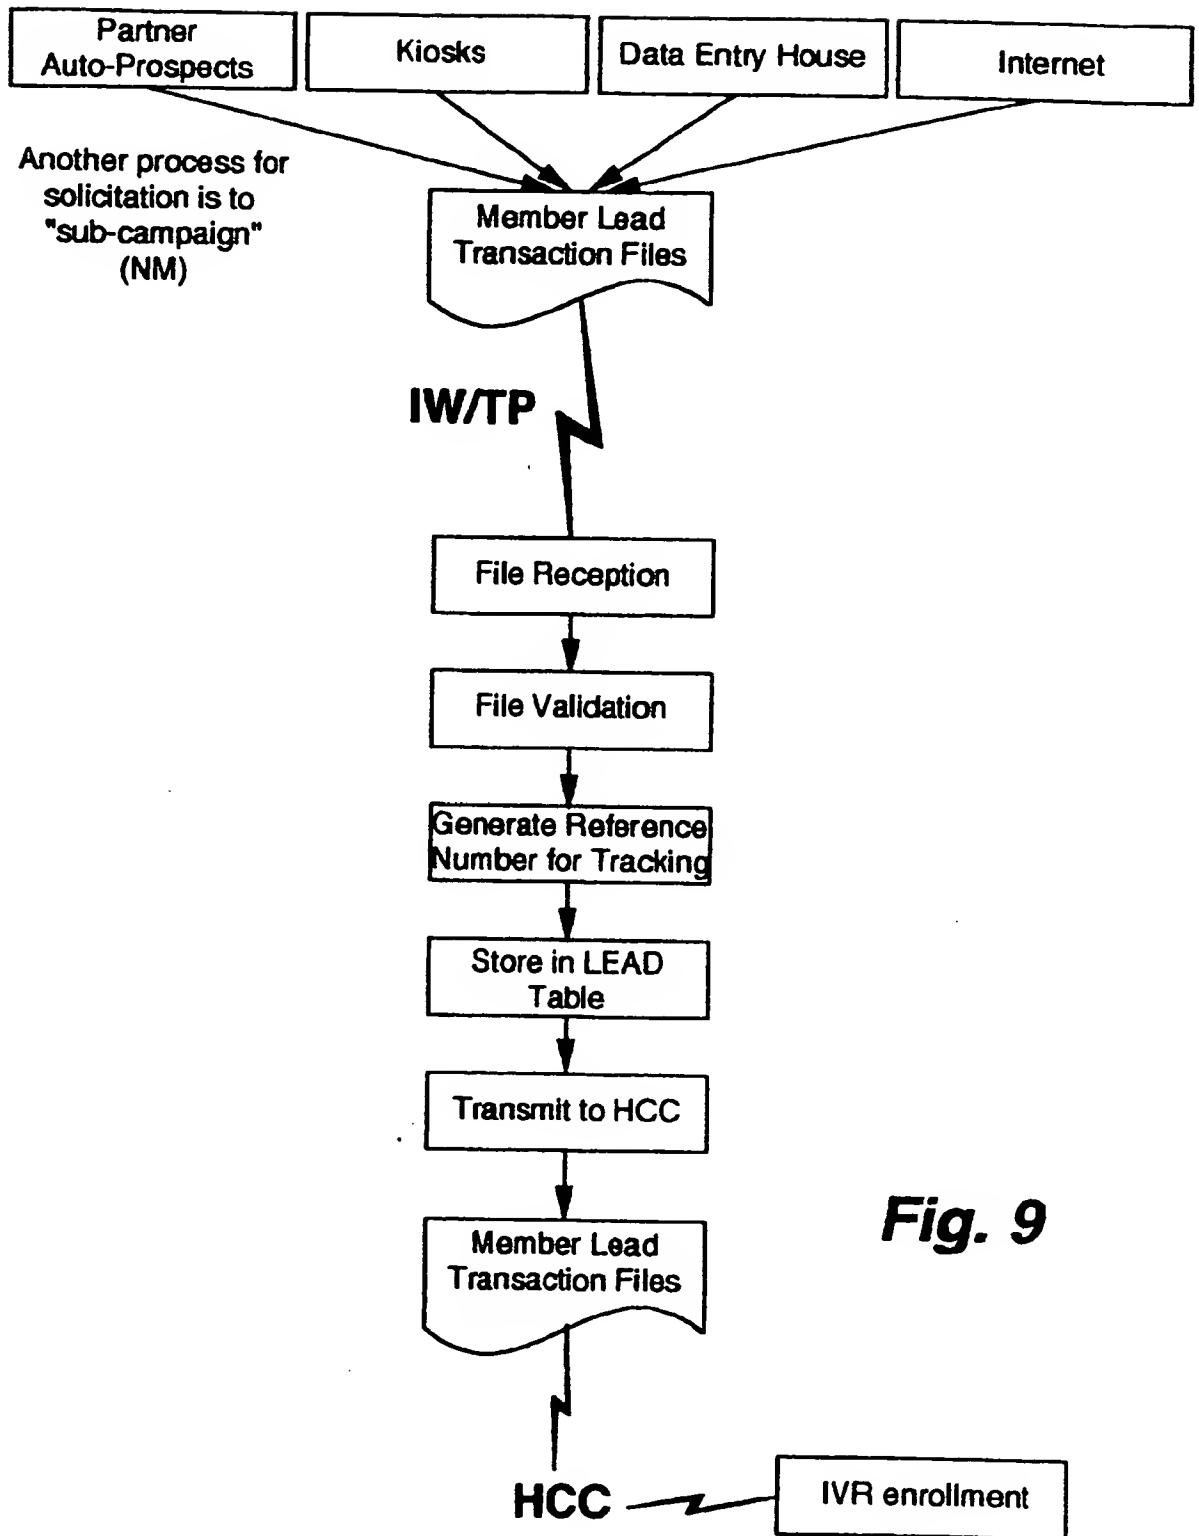 Partner
Auto-Prospects
Kiosks
Data Entry House
Internet
Another process for
solicitation is to
"sub-campaign"
(NM)
Member Lead
Transaction Files
IW/TP
File Reception
File Validation
Generate Reference
Number for Tracking
Store in LEAD
Table
Transmit to HCC
Member Lead
Transaction Files
Fig. 9
HCC
IVR enrollment